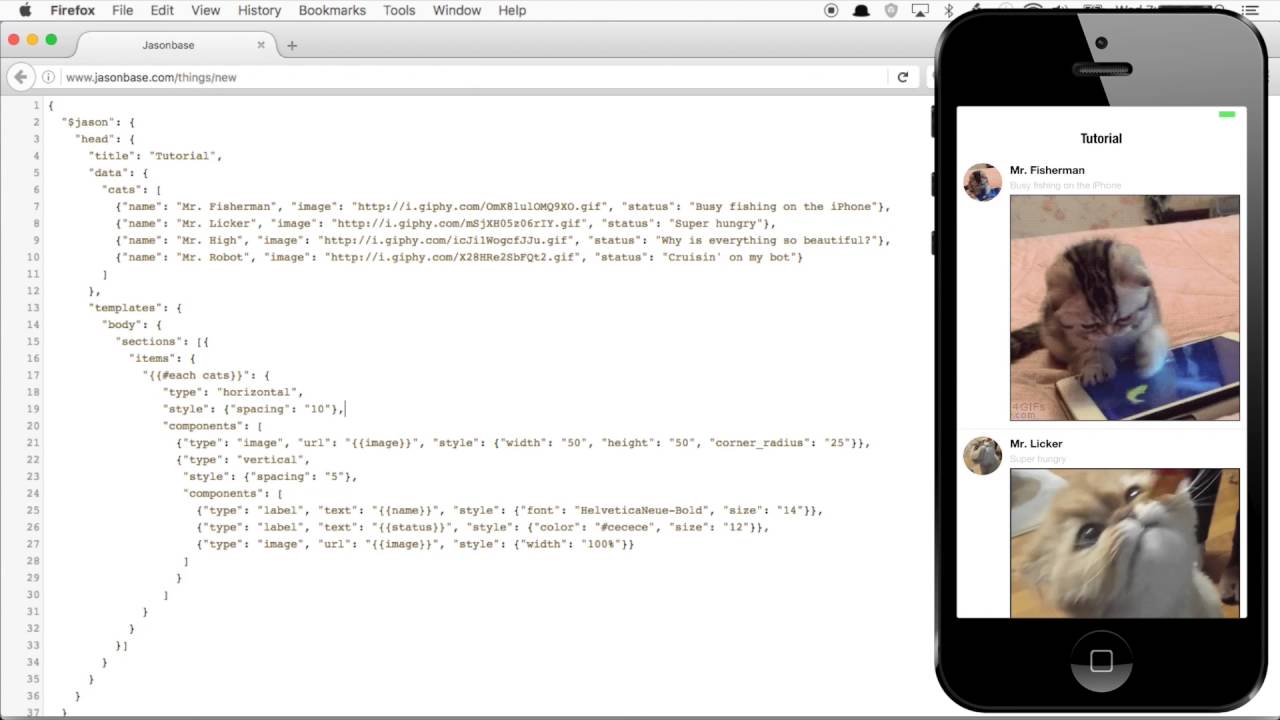 Firefox File Edit View History Bookmarks Tools Window Help
Jasonbase
www.jasonbase.com/things/new
1 {
2 "$jason": {
3 "head": {
4 "title": "Tutorial",
5 "data": {
6 "cats": [
7 {"name": "Mr. Fisherman", "image": "http://i.giphy.com/OmK8lulOMQ9XO.gif", "status": "Busy fishing on the iPhone"},
8 {"name": "Mr. Licker", "image": "http://i.giphy.com/mSjXH05z06rIY.gif", "status": "Super hungry"},
9 {"name": "Mr. High", "image": "http://i.giphy.com/icJi1WogcfJJu.gif", "status": "Why is everything so beautiful?"},
10 {"name": "Mr. Robot", "image": "http://i.giphy.com/X28HRe2SbFQt2.gif", "status": "Cruisin' on my bot"}
11 ]
12 },
13 "templates": {
14 "body": {
15 "sections": [{
16 "items": {
17 "{{#each cats}}": {
18 "type": "horizontal",
19 "style": {"spacing": "10"},
20 "components": [
21 {"type": "image", "url": "{{image}}", "style": {"width": "50", "height": "50", "corner_radius": "25"}},
22 {"type": "vertical",
23 "style": {"spacing": "5"},
24 "components": [
25 {"type": "label", "text": "{{name}}", "style": {"font": "HelveticaNeue-Bold", "size": "14"}},
26 {"type": "label", "text": "{{status}}", "style": {"color": "#cecece", "size": "12"}},
27 {"type": "image", "url": "{{image}}", "style": {"width": "100%"}}
28 ]
29 }
30 ]
31 }
32 }
33 }]
34 }
35 }
36 }
37 }
Tutorial
Mr. Fisherman
Busy fishing on the iPhone
4GIFs
.com
Mr. Licker
Super hungry